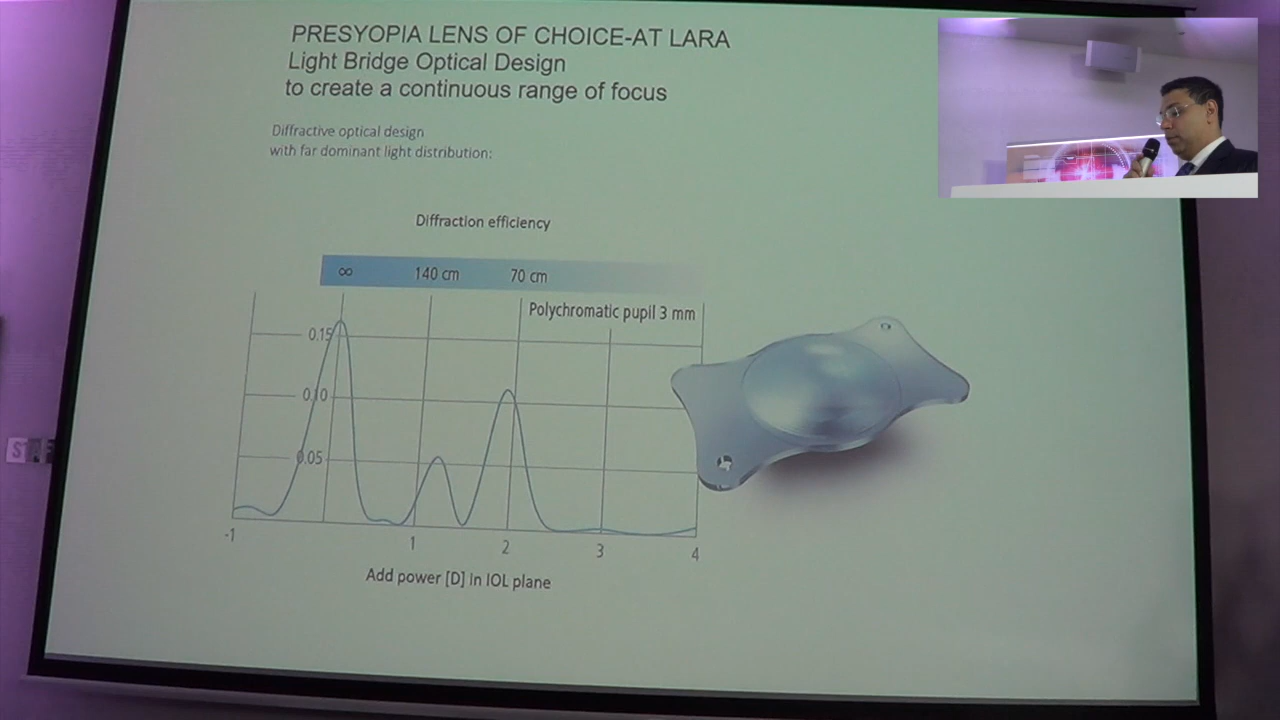 PRESYOPIA LENS OF CHOICE-AT LARA
Light Bridge Optical Design
to create a continuous range of focus
Diffractive optical design
with far dominant light distribution:
Diffraction efficiency
∞ 140 cm 70 cm
Polychromatic pupil 3 mm
0.15
0.10
0.05
-1 1 2 3 4
Add power [D] in IOL plane